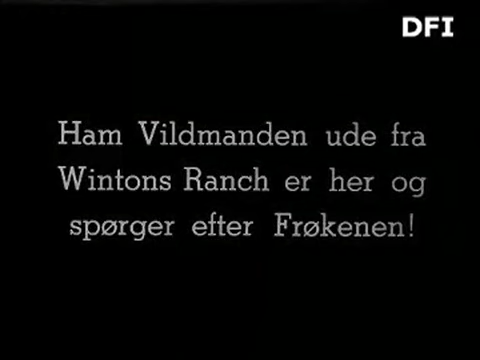 DFI
Ham Vildmanden ude fra
Wintons Ranch er her og
spørger efter Frøkenen!